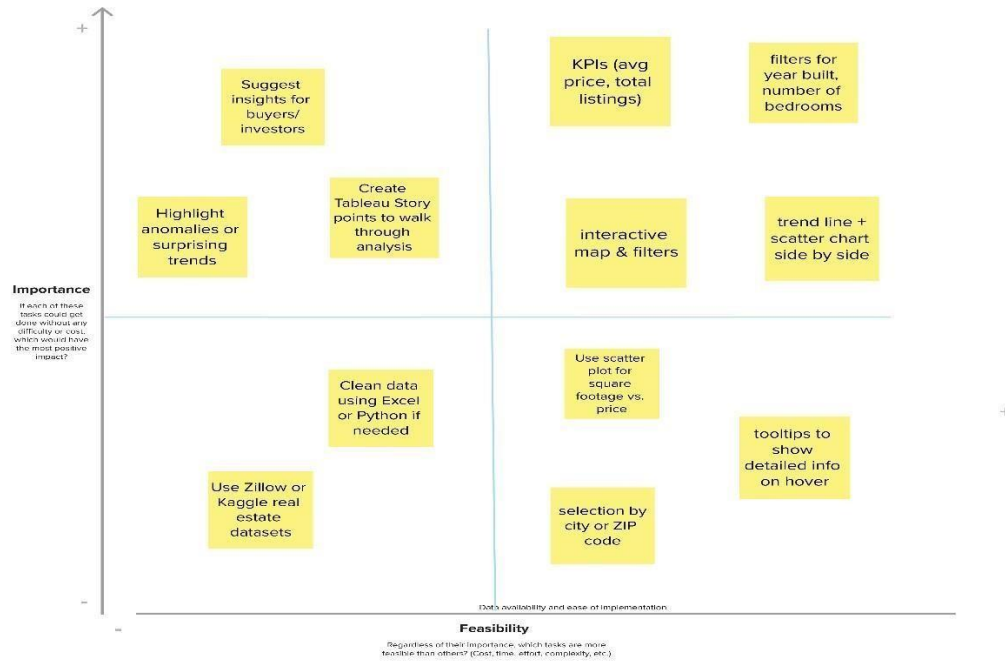 +
Suggest
insights for
buyers/
investors
KPIs (avg
price, total
listings)
filters for
year built,
number of
bedrooms
Highlight
anomalies or
surprising
trends
Create
Tableau Story
points to walk
through
analysis
interactive
map & filters
trend line +
scatter chart
side by side
Importance
If each of these
tasks could get
done without any
difficulty or cost,
which would have
the most positive
impact?
Clean data
using Excel
or Python if
needed
Use scatter
plot for
square
footage vs.
price
+
tooltips to
show
detailed info
on hover
Use Zillow or
Kaggle real
estate
datasets
selection by
city or ZIP
code
-
Data availability and ease of implementation
-
Feasibility
Regardless of their importance, which tasks are more
feasible than others? (Cost, time, effort, complexity, etc.)